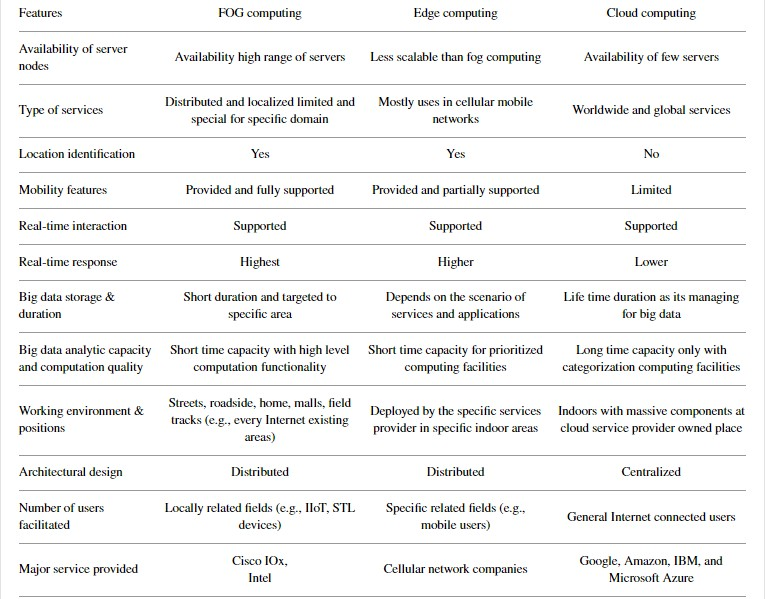 Features FOG computing Edge computing Cloud computing
Availability of server
nodes
Availability high range of servers Less scalable than fog computing Availability of few servers
Type of services
Distributed and localized limited and
special for specific domain
Mostly uses in cellular mobile
networks
Worldwide and global services
Location identification Yes Yes No
Mobility features Provided and fully supported Provided and partially supported Limited
Real-time interaction Supported Supported Supported
Real-time response Highest Higher Lower
Big data storage &
duration
Short duration and targeted to
specific area
Depends on the scenario of
services and applications
Life time duration as its managing
for big data
Big data analytic capacity
and computation quality
Short time capacity with high level
computation functionality
Short time capacity for prioritized
computing facilities
Long time capacity only with
categorization computing facilities
Working environment &
positions
Streets, roadside, home, malls, field
tracks (e.g., every Internet existing
areas)
Deployed by the specific services
provider in specific indoor areas
Indoors with massive components at
cloud service provider owned place
Architectural design Distributed Distributed Centralized
Number of users
facilitated
Locally related fields (e.g., IIoT, STL
devices)
Specific related fields (e.g.,
mobile users)
General Internet connected users
Major service provided
Cisco IOx,
Intel
Cellular network companies
Google, Amazon, IBM, and
Microsoft Azure